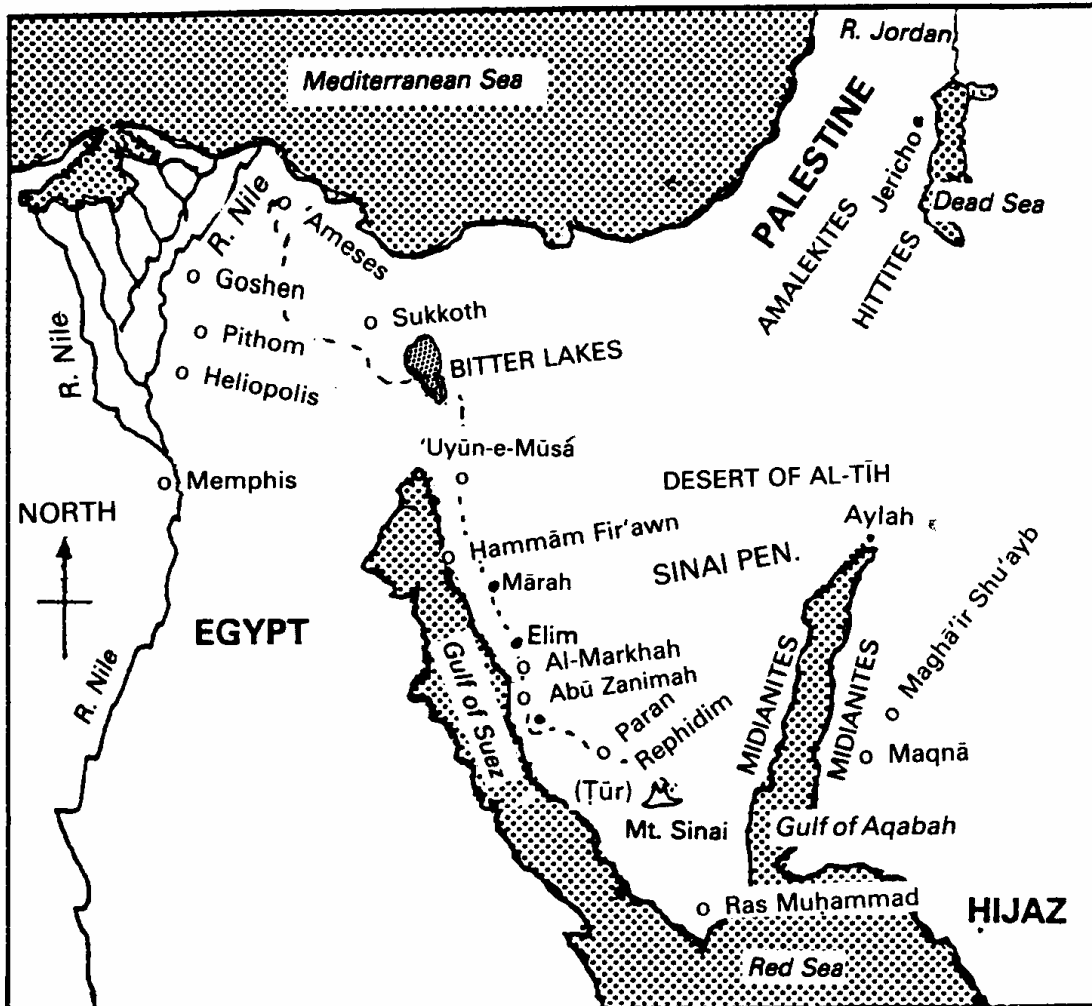 R. Jordan
Mediterranean Sea
PALESTINE
Jericho
AMALEKITES
HITTITES
Dead Sea
R. Nile
'Ameses
Goshen
Sukkoth
Pithom
BITTER LAKES
R. Nile
Heliopolis
'Uyūn-e-Mūsá
Memphis
DESERT OF AL-TĪH
NORTH
Aylah
Hammām Fir'awn
SINAI PEN.
Mārah
Maghā'ir Shu'ayb
EGYPT
Elim
Al-Markhah
Gulf of Suez
Abū Zanimah
MIDIANITES
MIDIANITES
R. Nile
Paran
Rephidim
Maqnā
(Ṭūr)
Mt. Sinai
Gulf of Aqabah
Ras Muhammad
HIJAZ
Red Sea